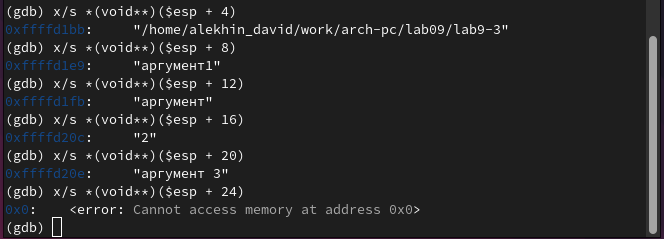 (gdb) x/s *(void**)($esp + 4)
0xffffd1bb:     "/home/alekhin_david/work/arch-pc/lab09/lab9-3"
(gdb) x/s *(void**)($esp + 8)
0xffffd1e9:     "аргумент1"
(gdb) x/s *(void**)($esp + 12)
0xffffd1fb:     "аргумент"
(gdb) x/s *(void**)($esp + 16)
0xffffd20c:     "2"
(gdb) x/s *(void**)($esp + 20)
0xffffd20e:     "аргумент 3"
(gdb) x/s *(void**)($esp + 24)
0x0:    <error: Cannot access memory at address 0x0>
(gdb)